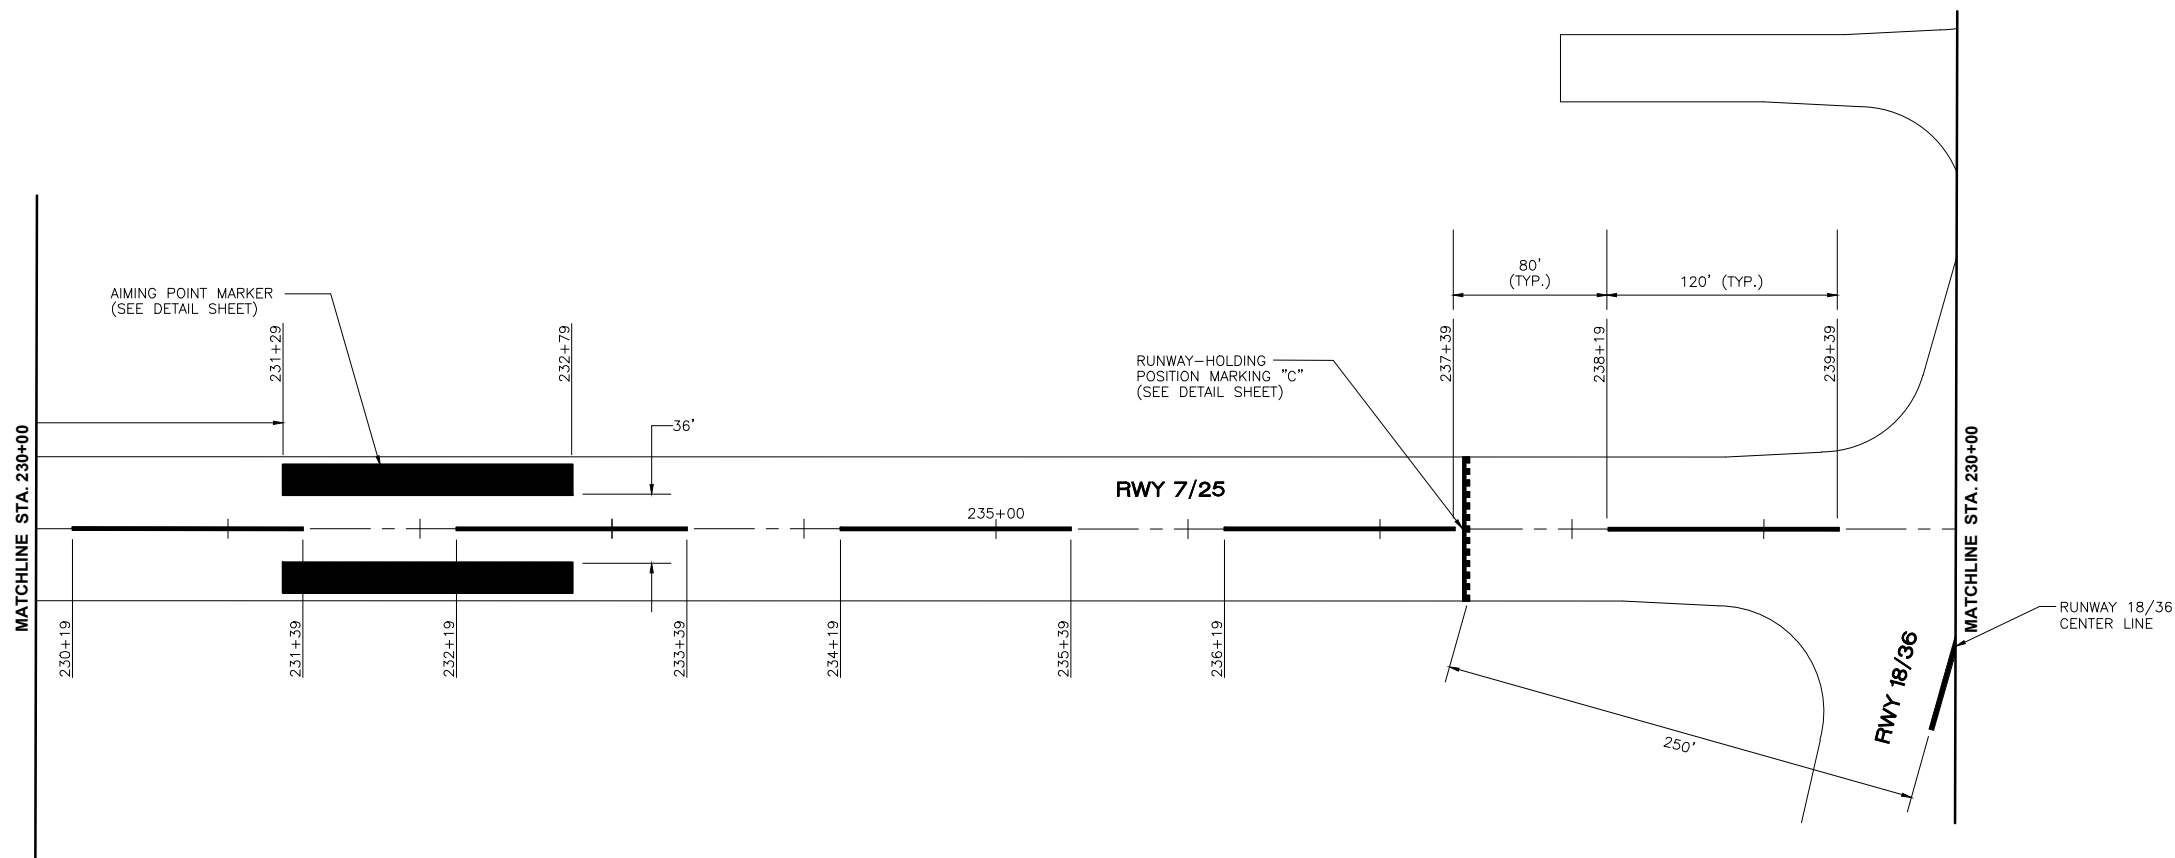 80'
(TYP.)
120' (TYP.)
AIMING POINT MARKER
(SEE DETAIL SHEET)
231+29
232+79
RUNWAY-HOLDING
POSITION MARKING "C"
(SEE DETAIL SHEET)
237+39
238+19
239+39
36'
MATCHLINE STA. 230+00
RWY 7/25
235+00
MATCHLINE STA. 230+00
230+19
231+39
232+19
233+39
234+19
235+39
236+19
RUNWAY 18/36
CENTER LINE
RWY 18/36
250'